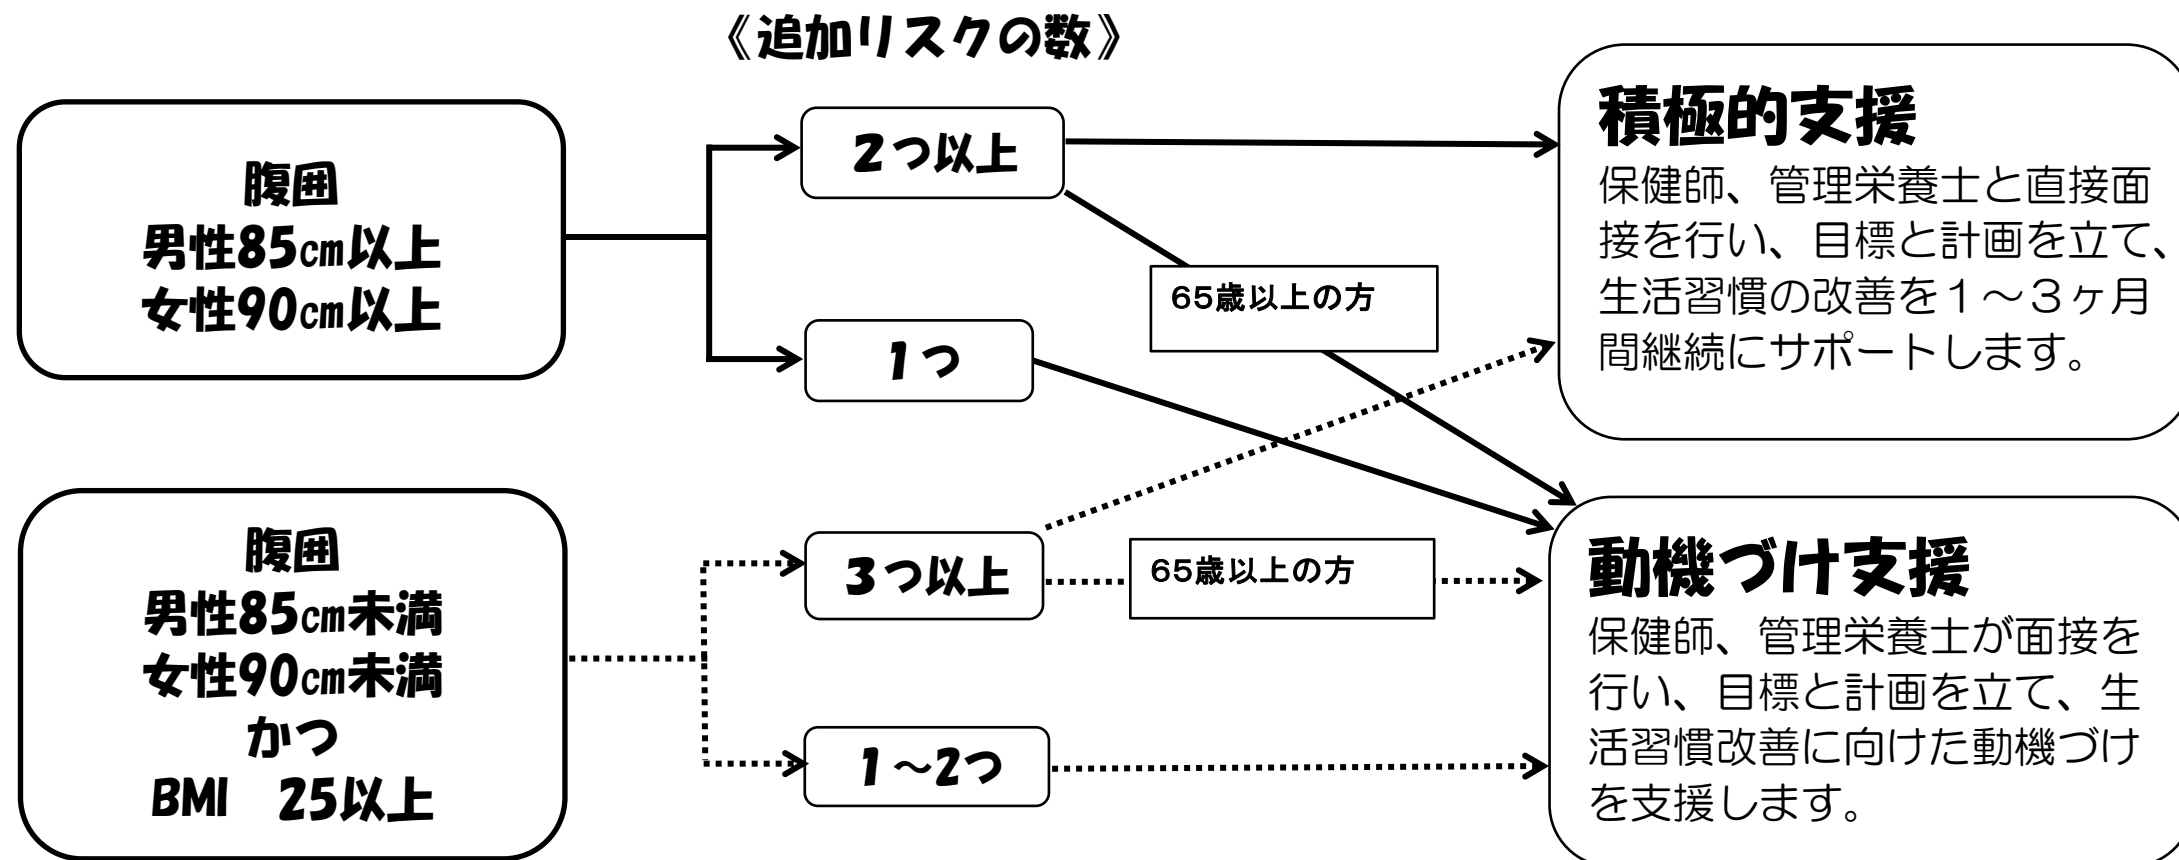 《追加リスクの数》
腹囲
男性85cm以上
女性90cm以上
2つ以上
1つ
65歳以上の方
積極的支援
保健師、管理栄養士と直接面
接を行い、目標と計画を立て、
生活習慣の改善を１～３ヶ月
間継続にサポートします。
腹囲
男性85cm未満
女性90cm未満
かつ
BMI　25以上
3つ以上
65歳以上の方
1～2つ
動機づけ支援
保健師、管理栄養士が面接を
行い、目標と計画を立て、生
活習慣改善に向けた動機づけ
を支援します。